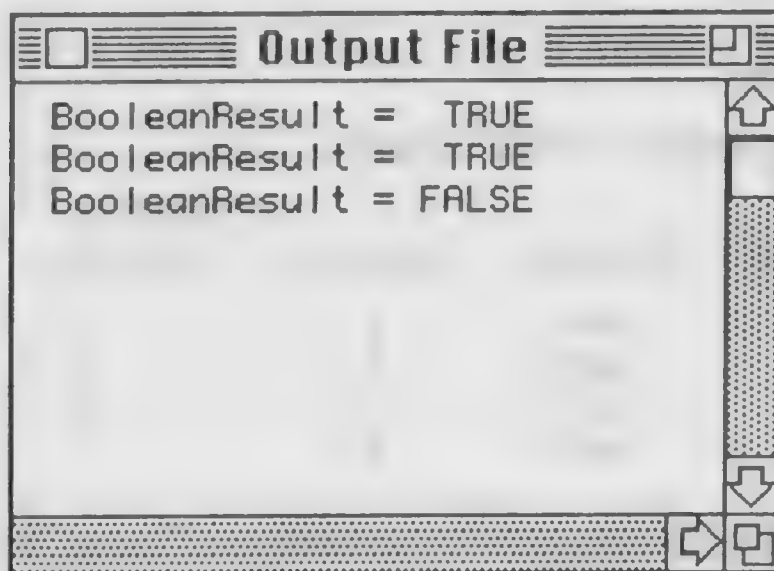 Output File
BooleanResult =  TRUE
BooleanResult =  TRUE
BooleanResult = FALSE